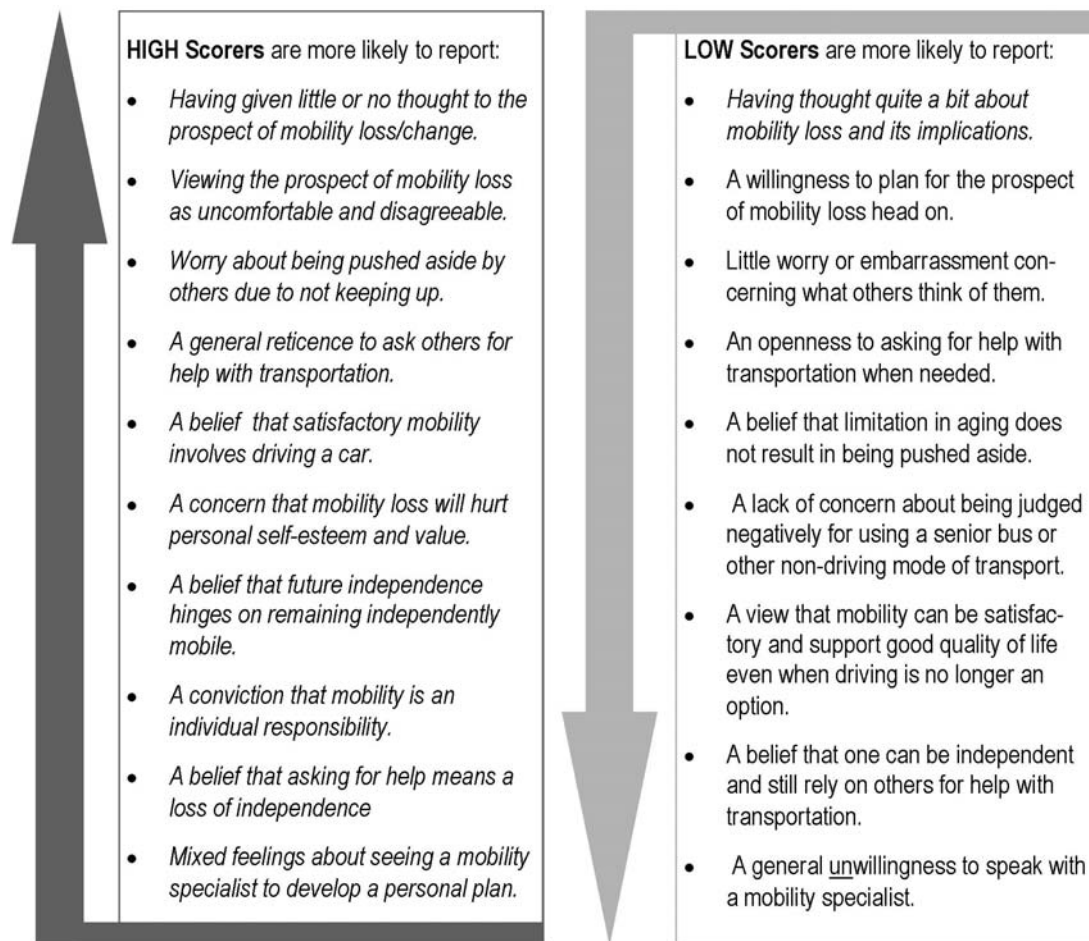 HIGH Scorers are more likely to report:
• Having given little or no thought to the
prospect of mobility loss/change.
• Viewing the prospect of mobility loss
as uncomfortable and disagreeable.
• Worry about being pushed aside by
others due to not keeping up.
• A general reticence to ask others for
help with transportation.
• A belief that satisfactory mobility
involves driving a car.
• A concern that mobility loss will hurt
personal self-esteem and value.
• A belief that future independence
hinges on remaining independently
mobile.
• A conviction that mobility is an
individual responsibility.
• A belief that asking for help means a
loss of independence
• Mixed feelings about seeing a mobility
specialist to develop a personal plan.
LOW Scorers are more likely to report:
• Having thought quite a bit about
mobility loss and its implications.
• A willingness to plan for the prospect
of mobility loss head on.
• Little worry or embarrassment con-
cerning what others think of them.
• An openness to asking for help with
transportation when needed.
• A belief that limitation in aging does
not result in being pushed aside.
• A lack of concern about being judged
negatively for using a senior bus or
other non-driving mode of transport.
• A view that mobility can be satisfac-
tory and support good quality of life
even when driving is no longer an
option.
• A belief that one can be independent
and still rely on others for help with
transportation.
• A general unwillingness to speak with
a mobility specialist.